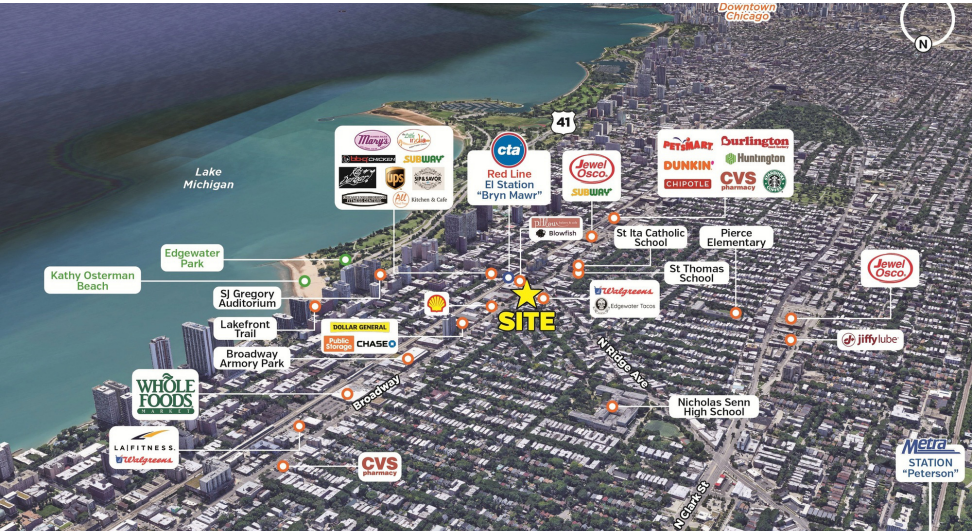 Downtown
Chicago
N
41
Lake
Michigan
Mary's
bb.q CHICKEN
SUBWAY
ups
SIP & SAVOR
Kitchen & Cafe
cta
Red Line
El Station
"Bryn Mawr"
Jewel
Osco.
SUBWAY
PETSMART
Burlington
DUNKIN'
Huntington
CHIPOTLE
CVS
pharmacy
Blowfish
St Ita Catholic
School
Pierce
Elementary
Edgewater
Park
Kathy Osterman
Beach
St Thomas
School
Jewel
Osco.
SJ Gregory
Auditorium
Walgreens
Edgewater Tacos
SITE
Lakefront
Trail
DOLLAR GENERAL
Public
Storage
CHASE
jiffylube
Broadway
Armory Park
N Ridge Ave
WHOLE
FOODS
MARKET
Broadway
Nicholas Senn
High School
LA FITNESS.
Walgreens
CVS
pharmacy
Metra
STATION
"Peterson"
N Clark St